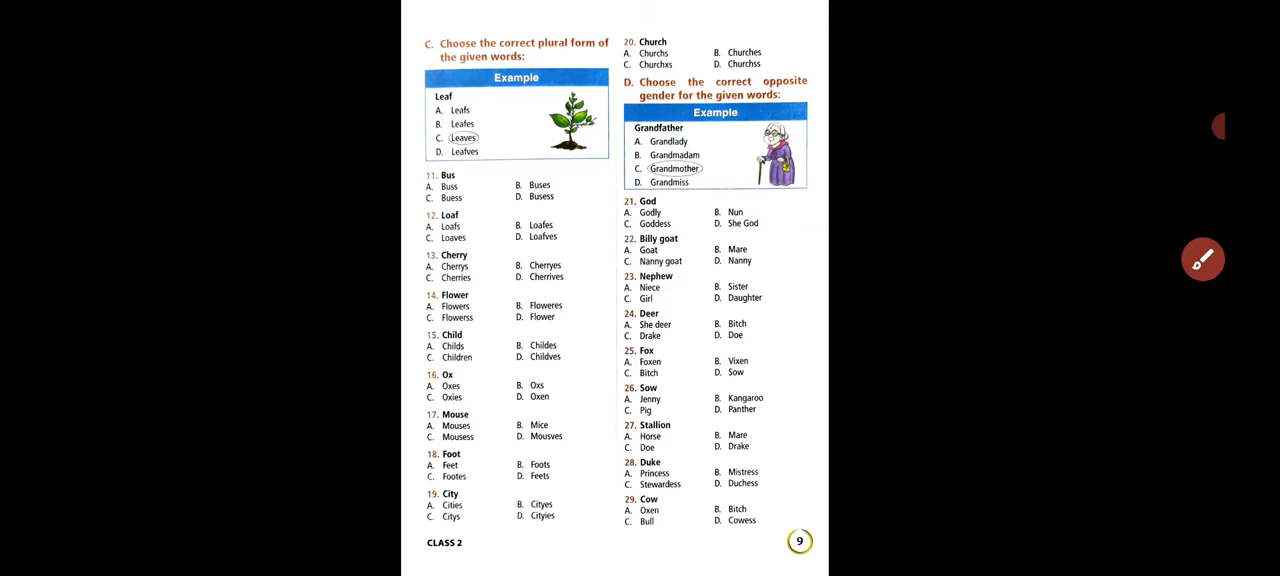 C. Choose the correct plural form of
the given words:
Example
Leaf
A. Leafs
B. Leafes
C. Leaves
D. Leafves
11. Bus
A. Buss B. Buses
C. Buess D. Busess
12. Loaf
A. Loafs B. Loafes
C. Loaves D. Loafves
13. Cherry
A. Cherrys B. Cherryes
C. Cherries D. Cherrives
14. Flower
A. Flowers B. Floweres
C. Flowerss D. Flower
15. Child
A. Childs B. Childes
C. Children D. Childves
16. Ox
A. Oxes B. Oxs
C. Oxies D. Oxen
17. Mouse
A. Mouses B. Mice
C. Mousess D. Mousves
18. Foot
A. Feet B. Foots
C. Footes D. Feets
19. City
A. Cities B. Cityes
C. Citys D. Cityies
CLASS 2
20. Church
A. Churchs B. Churches
C. Churchxs D. Churchss
D. Choose the correct opposite
gender for the given words:
Example
Grandfather
A. Grandlady
B. Grandmadam
C. Grandmother
D. Grandmiss
21. God
A. Godly B. Nun
C. Goddess D. She God
22. Billy goat
A. Goat B. Mare
C. Nanny goat D. Nanny
23. Nephew
A. Niece B. Sister
C. Girl D. Daughter
24. Deer
A. She deer B. Bitch
C. Drake D. Doe
25. Fox
A. Foxen B. Vixen
C. Bitch D. Sow
26. Sow
A. Jenny B. Kangaroo
C. Pig D. Panther
27. Stallion
A. Horse B. Mare
C. Doe D. Drake
28. Duke
A. Princess B. Mistress
C. Stewardess D. Duchess
29. Cow
A. Oxen B. Bitch
C. Bull D. Cowess
9